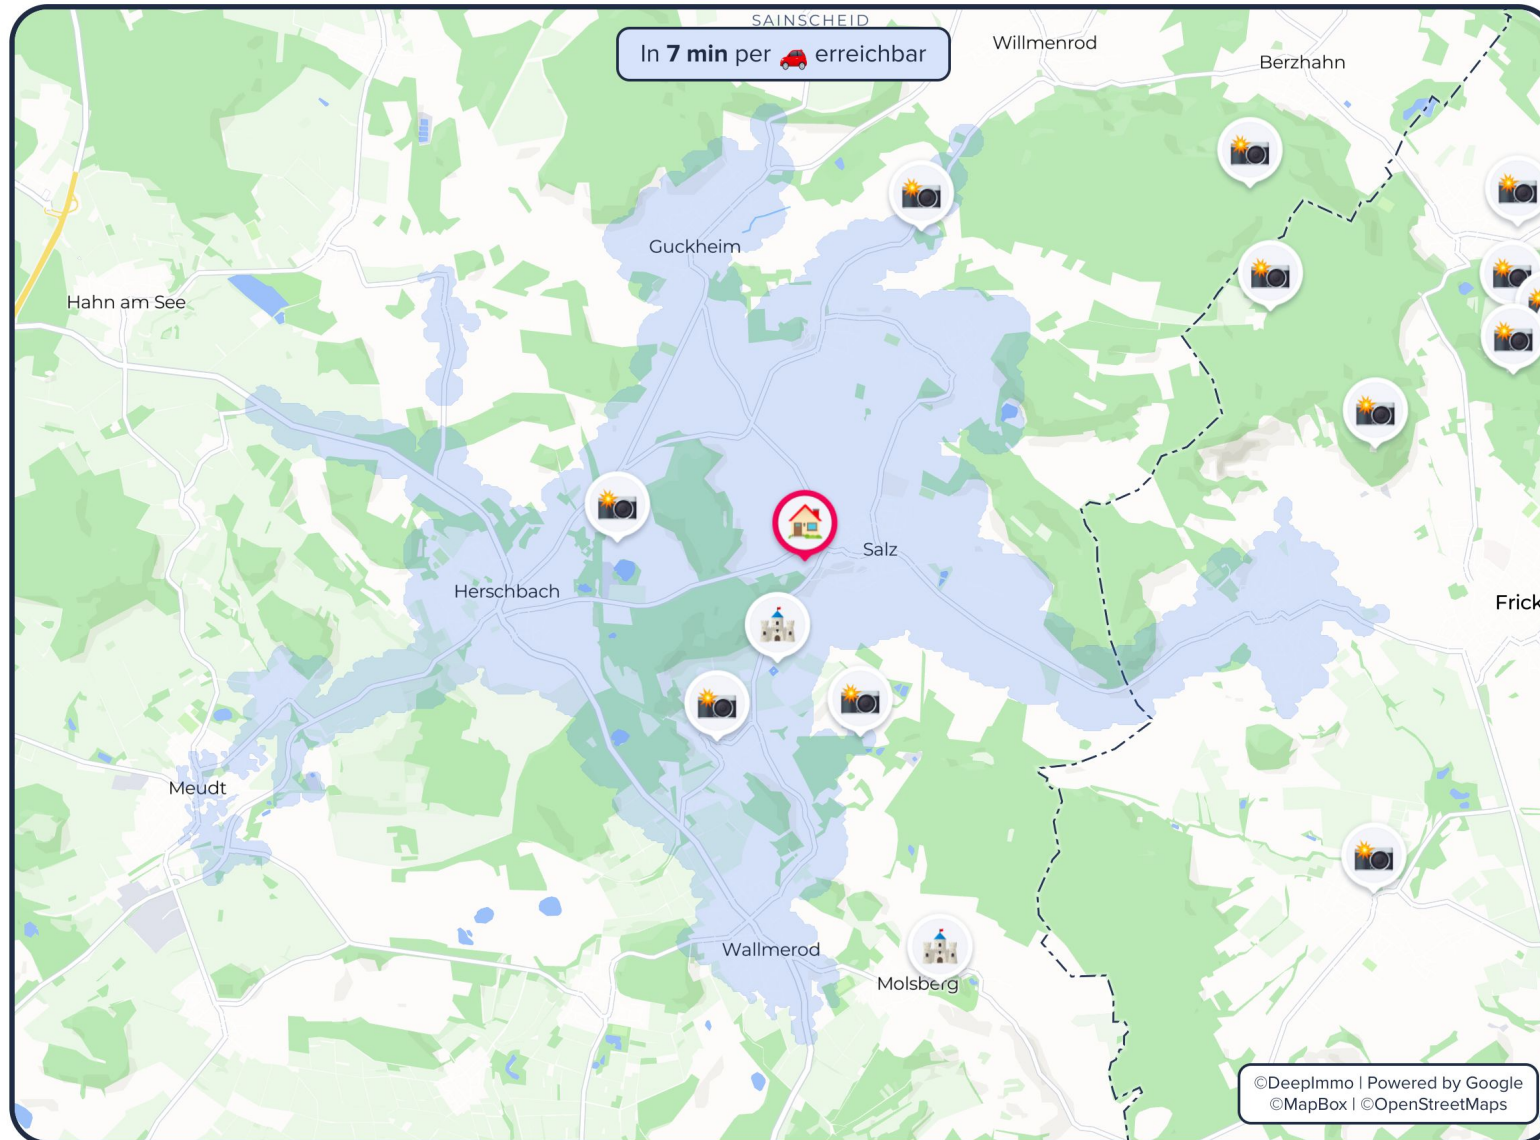 SAINSCHEID
In 7 min per erreichbar
Willmenrod
Berzhahn
Guckheim
Hahn am See
Salz
Herschbach
Frick
Meudt
Wallmerod
Molsberg
©DeepImmo | Powered by Google
©MapBox | ©OpenStreetMaps